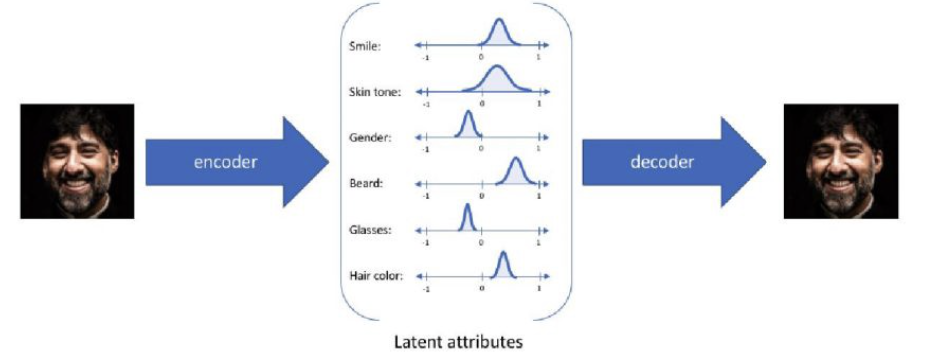 Smile:
-1 0 1
Skin tone:
-1 0 1
encoder
Gender:
-1 0 1
decoder
Beard:
-1 0 1
Glasses:
-1 0 1
Hair color:
-1 0 1
Latent attributes